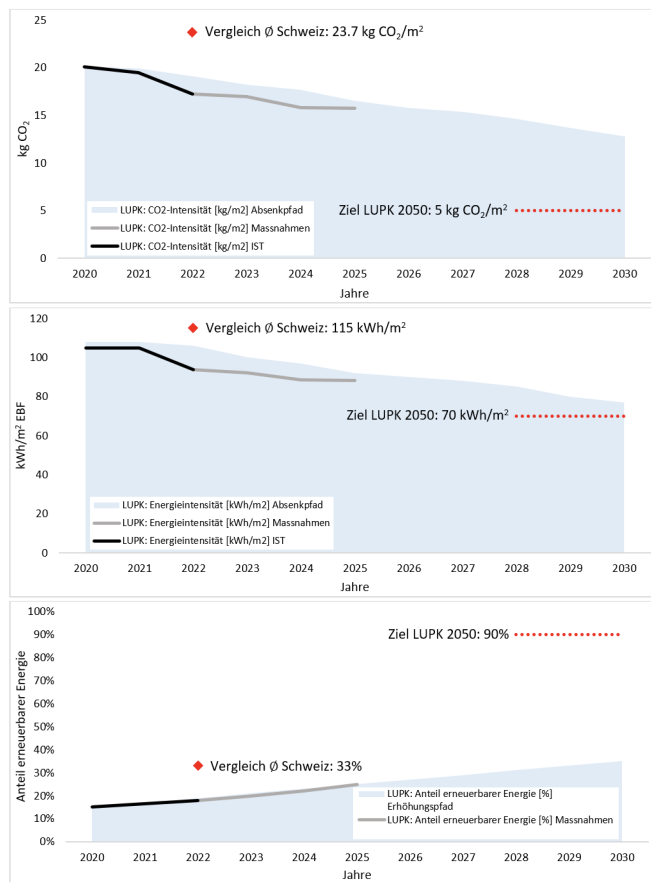 25
Vergleich Ø Schweiz: 23.7 kg CO₂/m²
20
15
kg CO₂
10
LUPK: CO2-Intensität [kg/m2] Absenkpfad
Ziel LUPK 2050: 5 kg CO₂/m²
5
LUPK: CO2-Intensität [kg/m2] Massnahmen
LUPK: CO2-Intensität [kg/m2] IST
0
2020 2021 2022 2023 2024 2025 2026 2027 2028 2029 2030
Jahre
120
Vergleich Ø Schweiz: 115 kWh/m²
100
80
Ziel LUPK 2050: 70 kWh/m²
kWh/m² EBF
60
40
LUPK: Energieintensität [kWh/m2] Absenkpfad
20
LUPK: Energieintensität [kWh/m2] Massnahmen
LUPK: Energieintensität [kWh/m2] IST
0
2020 2021 2022 2023 2024 2025 2026 2027 2028 2029 2030
Jahre
100%
90%
Ziel LUPK 2050: 90%
80%
70%
60%
Anteil erneuerbarer Energie
50%
40%
30%
Vergleich Ø Schweiz: 33%
20%
LUPK: Anteil erneuerbarer Energie [%]
Erhöhungspfad
10%
LUPK: Anteil erneuerbarer Energie [%] Massnahmen
0%
2020 2021 2022 2023 2024 2025 2026 2027 2028 2029 2030
Jahre